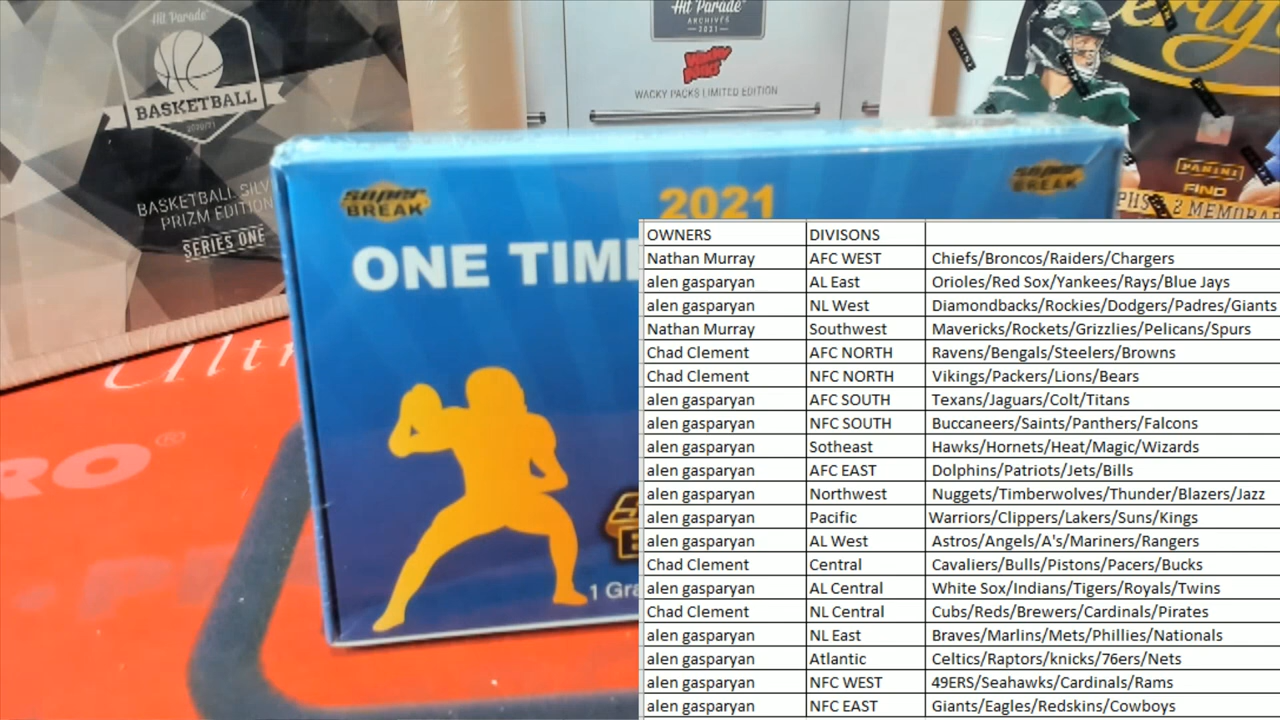 Hit Parade
BASKETBALL
2020/21
BASKETBALL SILV
PRIZM EDITION
SERIES ONE
Hit Parade
ARCHIVES
2021
WACKY PACKS LIMITED EDITION
PANINI
FIND
2 MEMORA
super
BREAK
2021
super
BREAK
ONE TIM
1 Gra
Ultr
RO®
OWNERS DIVISONS
Nathan Murray AFC WEST Chiefs/Broncos/Raiders/Chargers
alen gasparyan AL East Orioles/Red Sox/Yankees/Rays/Blue Jays
alen gasparyan NL West Diamondbacks/Rockies/Dodgers/Padres/Giants
Nathan Murray Southwest Mavericks/Rockets/Grizzlies/Pelicans/Spurs
Chad Clement AFC NORTH Ravens/Bengals/Steelers/Browns
Chad Clement NFC NORTH Vikings/Packers/Lions/Bears
alen gasparyan AFC SOUTH Texans/Jaguars/Colt/Titans
alen gasparyan NFC SOUTH Buccaneers/Saints/Panthers/Falcons
alen gasparyan Sotheast Hawks/Hornets/Heat/Magic/Wizards
alen gasparyan AFC EAST Dolphins/Patriots/Jets/Bills
alen gasparyan Northwest Nuggets/Timberwolves/Thunder/Blazers/Jazz
alen gasparyan Pacific Warriors/Clippers/Lakers/Suns/Kings
alen gasparyan AL West Astros/Angels/A's/Mariners/Rangers
Chad Clement Central Cavaliers/Bulls/Pistons/Pacers/Bucks
alen gasparyan AL Central White Sox/Indians/Tigers/Royals/Twins
Chad Clement NL Central Cubs/Reds/Brewers/Cardinals/Pirates
alen gasparyan NL East Braves/Marlins/Mets/Phillies/Nationals
alen gasparyan Atlantic Celtics/Raptors/knicks/76ers/Nets
alen gasparyan NFC WEST 49ERS/Seahawks/Cardinals/Rams
alen gasparyan NFC EAST Giants/Eagles/Redskins/Cowboys